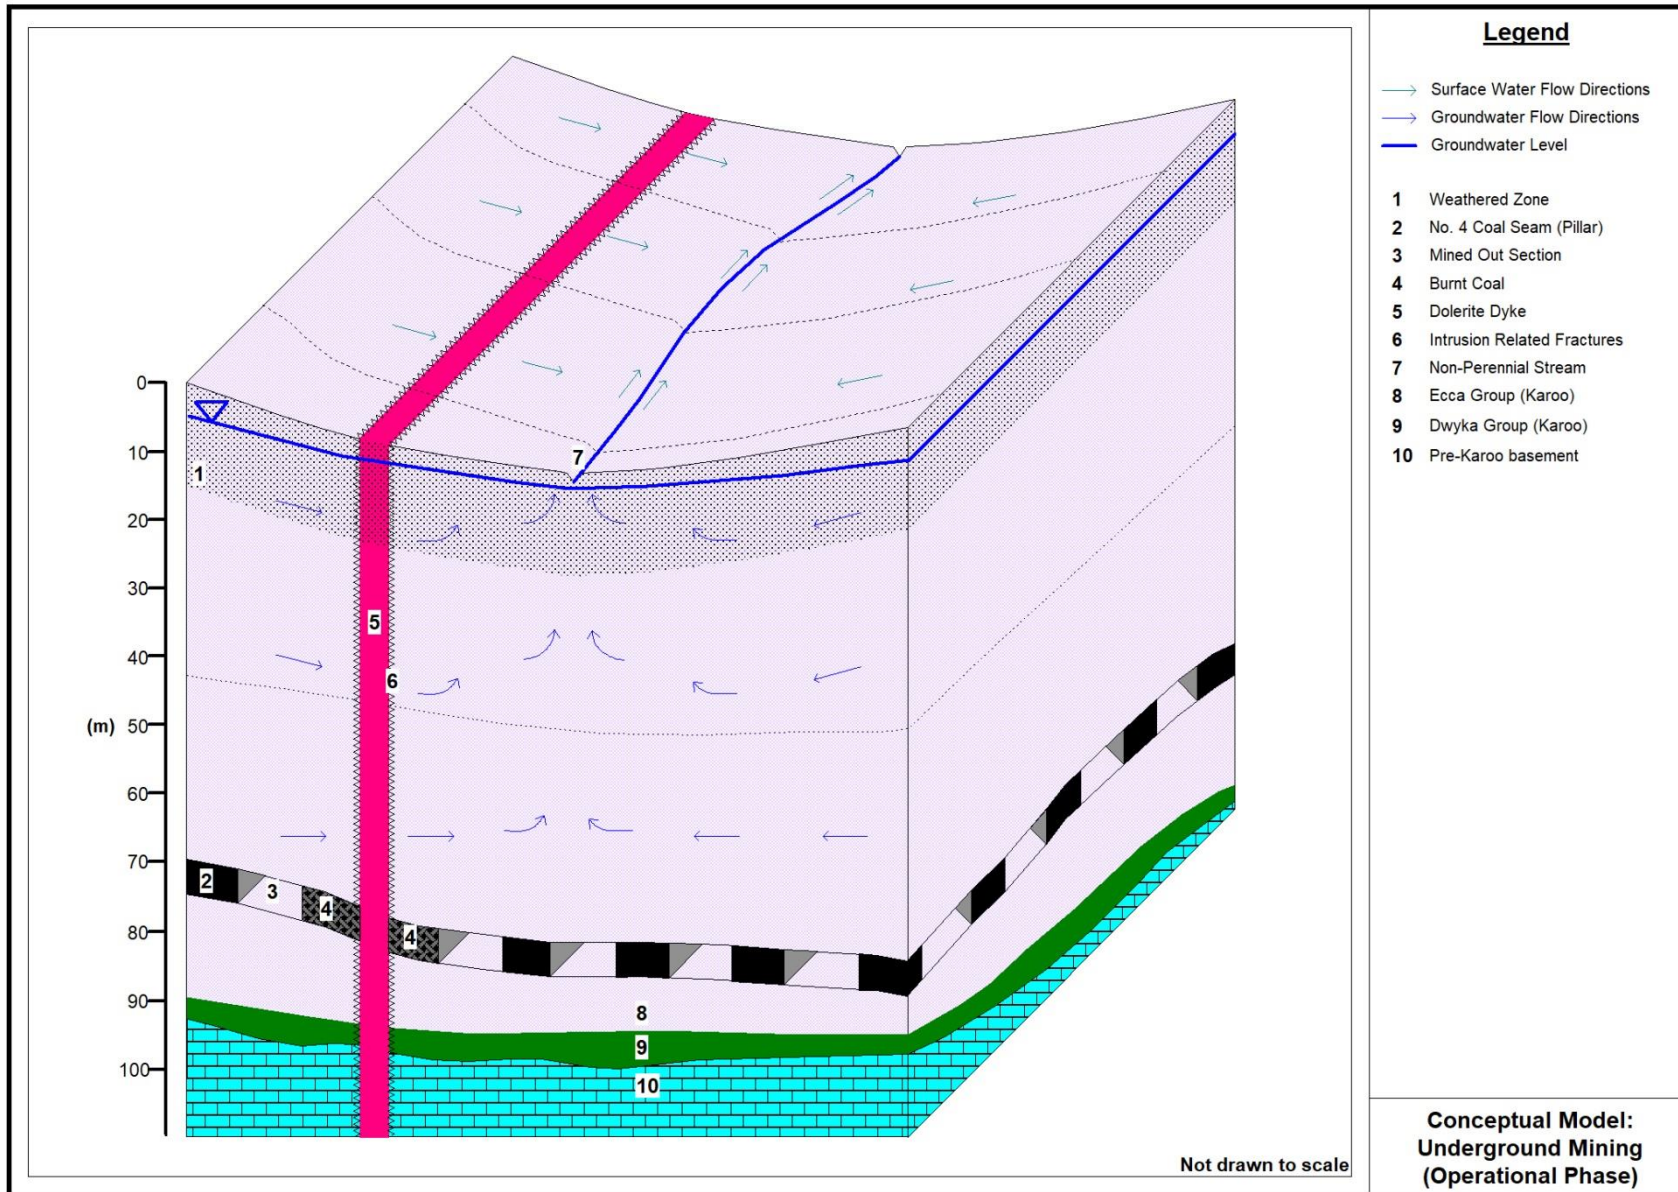 Legend
Surface Water Flow Directions
Groundwater Flow Directions
Groundwater Level
1 Weathered Zone
2 No. 4 Coal Seam (Pillar)
3 Mined Out Section
4 Burnt Coal
5 Dolerite Dyke
6 Intrusion Related Fractures
7 Non-Perennial Stream
8 Ecca Group (Karoo)
9 Dwyka Group (Karoo)
10 Pre-Karoo basement
0
10
20
30
40
(m) 50
60
70
80
90
100
7
1
5
6
2
3
4
4
8
9
10
Not drawn to scale
Conceptual Model:
Underground Mining
(Operational Phase)